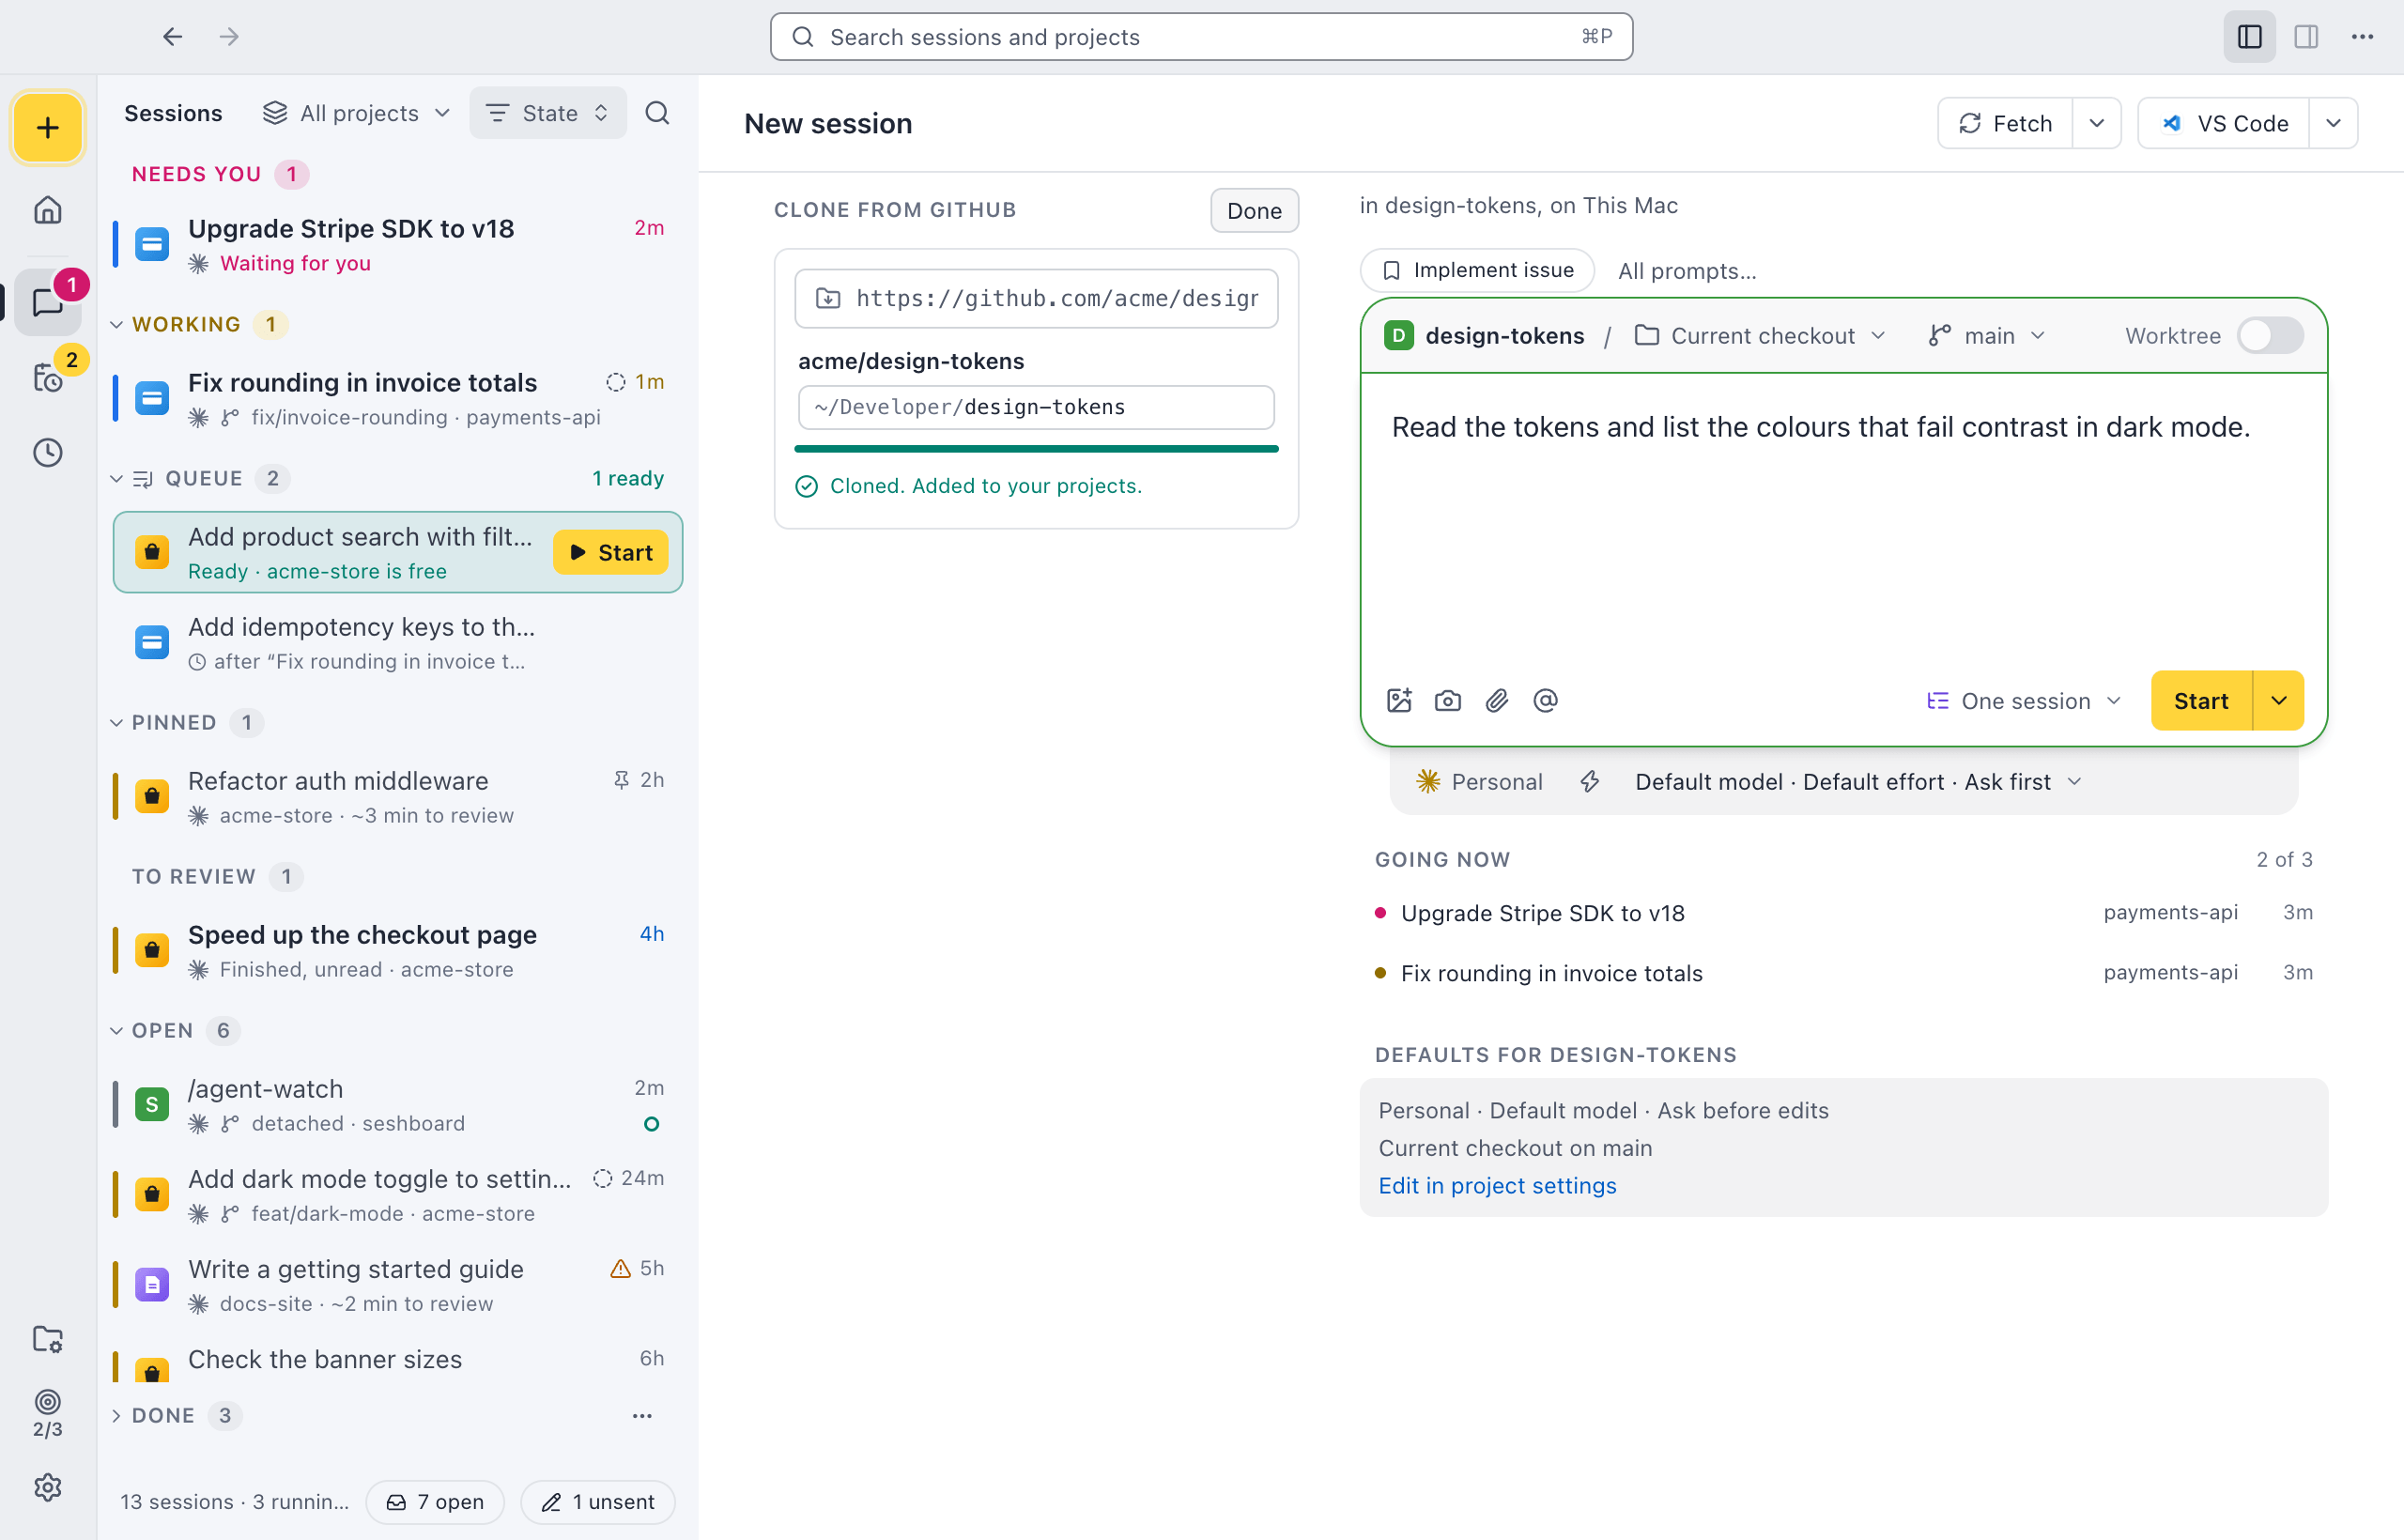 Search sessions and projects ⌘P
1
2
2/3
Sessions All projects State
NEEDS YOU 1
Upgrade Stripe SDK to v18 2m
Waiting for you
WORKING 1
Fix rounding in invoice totals 1m
fix/invoice-rounding · payments-api
QUEUE 2 1 ready
Add product search with filt... Start
Ready · acme-store is free
Add idempotency keys to th...
after “Fix rounding in invoice t...
PINNED 1
Refactor auth middleware 2h
acme-store · ~3 min to review
TO REVIEW 1
Speed up the checkout page 4h
Finished, unread · acme-store
OPEN 6
S /agent-watch 2m
detached · seshboard
Add dark mode toggle to settin... 24m
feat/dark-mode · acme-store
Write a getting started guide 5h
docs-site · ~2 min to review
Check the banner sizes 6h
DONE 3
13 sessions · 3 runnin... 7 open 1 unsent
New session Fetch VS Code
CLONE FROM GITHUB Done
https://github.com/acme/desigr
acme/design-tokens
~/Developer/design-tokens
Cloned. Added to your projects.
in design-tokens, on This Mac
Implement issue All prompts...
D design-tokens / Current checkout main Worktree
Read the tokens and list the colours that fail contrast in dark mode.
One session Start
Personal Default model · Default effort · Ask first
GOING NOW 2 of 3
Upgrade Stripe SDK to v18 payments-api 3m
Fix rounding in invoice totals payments-api 3m
DEFAULTS FOR DESIGN-TOKENS
Personal · Default model · Ask before edits
Current checkout on main
Edit in project settings